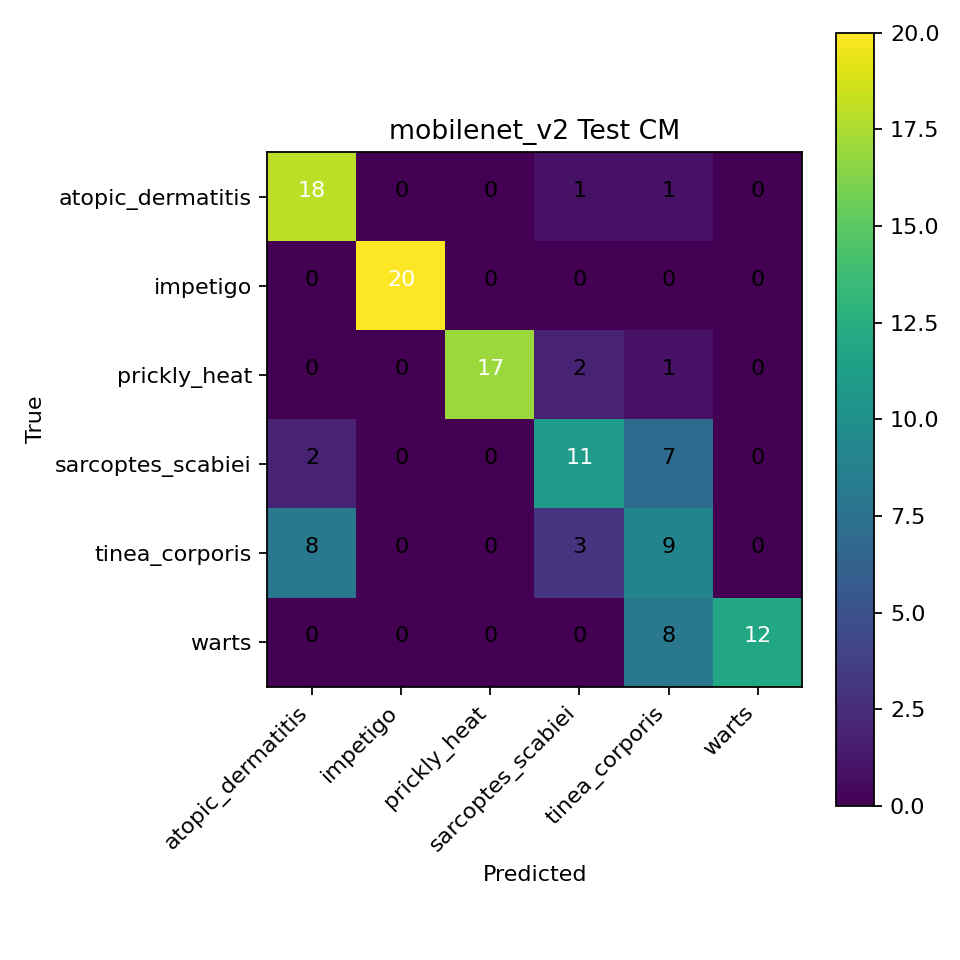 mobilenet_v2 Test CM
atopic_dermatitis 18 0 0 1 1 0
impetigo 0 20 0 0 0 0
prickly_heat 0 0 17 2 1 0
sarcoptes_scabiei 2 0 0 11 7 0
tinea_corporis 8 0 0 3 9 0
warts 0 0 0 0 8 12
True
atopic_dermatitis
impetigo
prickly_heat
sarcoptes_scabiei
tinea_corporis
warts
Predicted
20.0
17.5
15.0
12.5
10.0
7.5
5.0
2.5
0.0